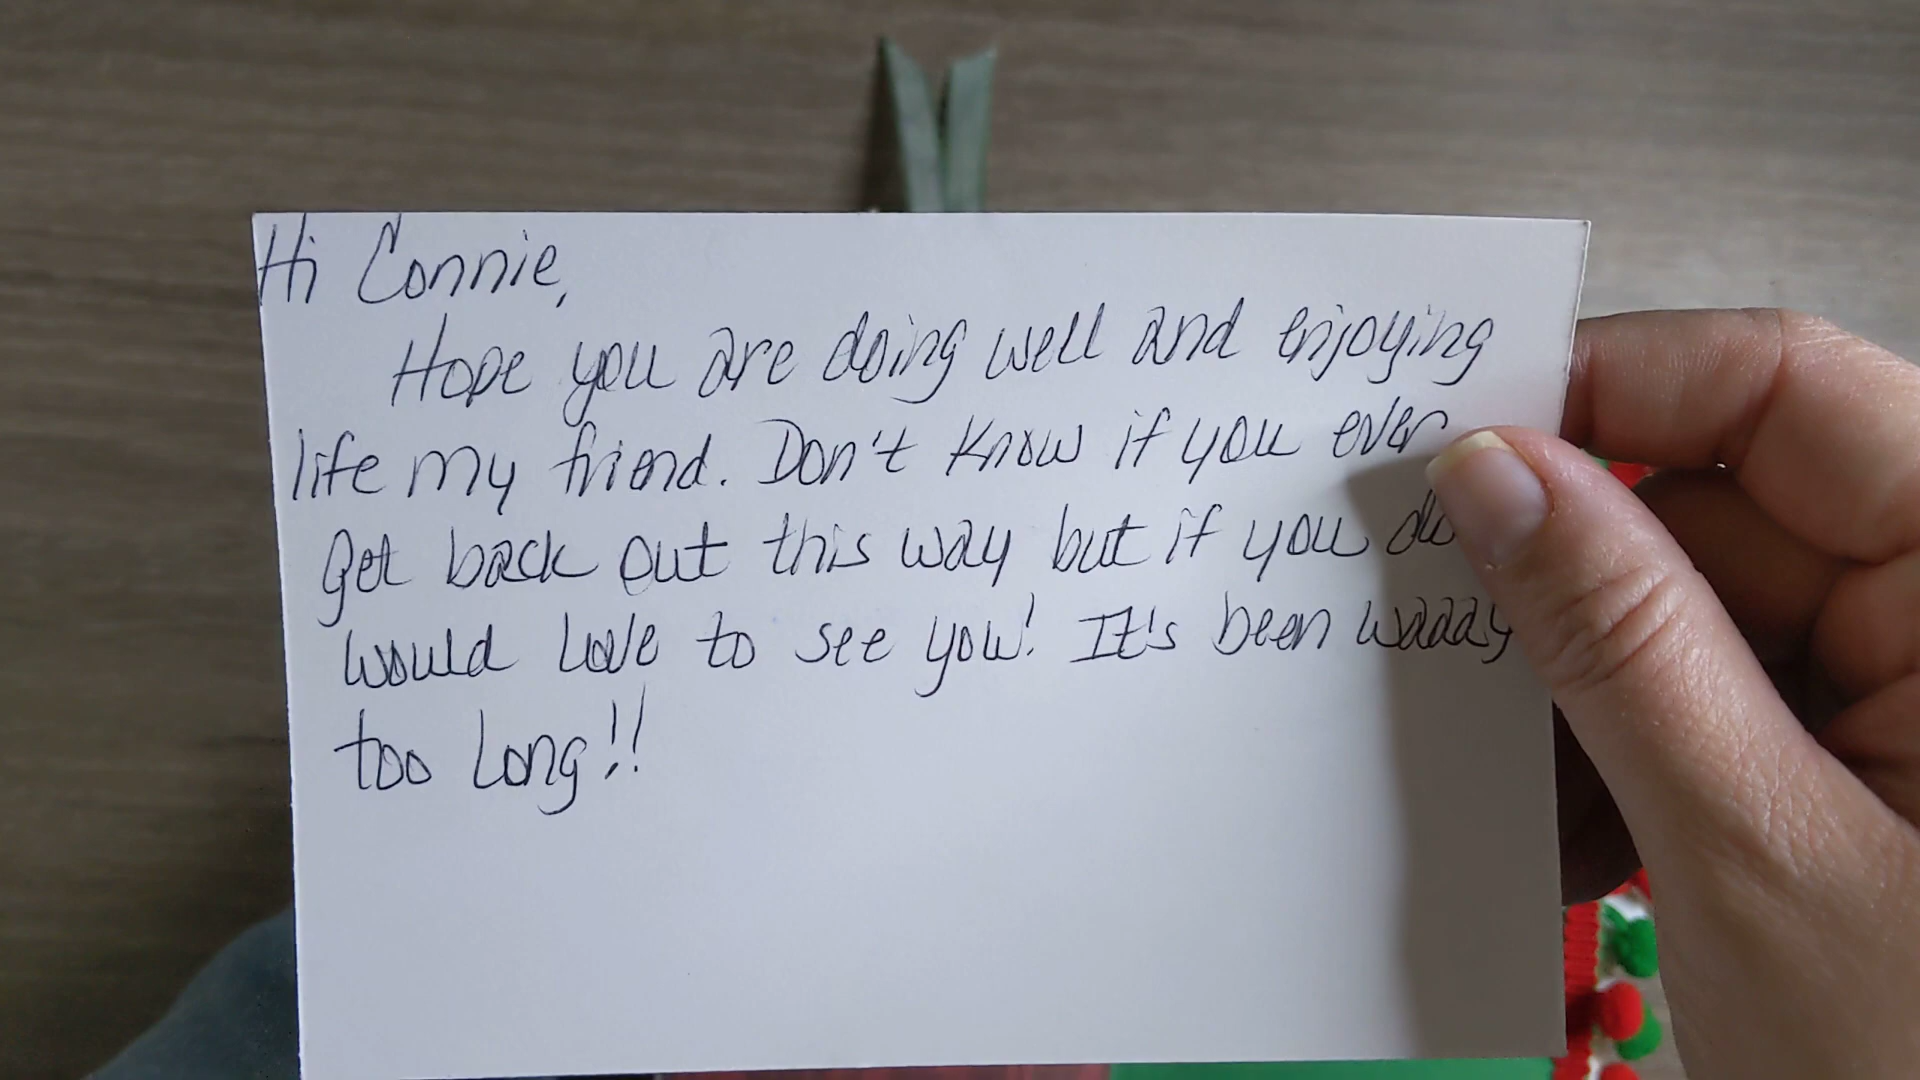 Hi Connie,
Hope you are doing well and enjoying
life my friend. Don't know if you ever
get back out this way but if you do
would love to see you! It's been waaay
too long!!